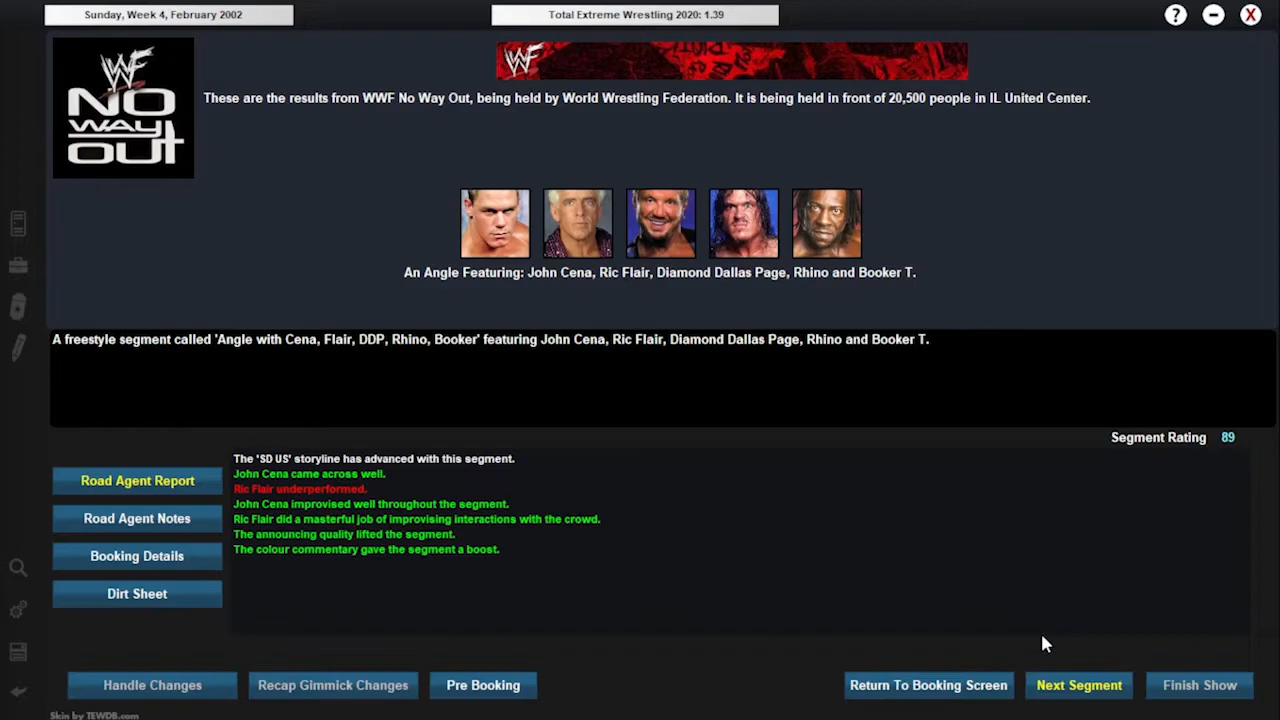 Sunday, Week 4, February 2002
Total Extreme Wrestling 2020: 1.39
? – X
WF
NO
WAY
OUT
WF
These are the results from WWF No Way Out, being held by World Wrestling Federation. It is being held in front of 20,500 people in IL United Center.
An Angle Featuring: John Cena, Ric Flair, Diamond Dallas Page, Rhino and Booker T.
A freestyle segment called 'Angle with Cena, Flair, DDP, Rhino, Booker' featuring John Cena, Ric Flair, Diamond Dallas Page, Rhino and Booker T.
Segment Rating 89
Road Agent Report
Road Agent Notes
Booking Details
Dirt Sheet
The 'SD US' storyline has advanced with this segment.
John Cena came across well.
Ric Flair underperformed.
John Cena improvised well throughout the segment.
Ric Flair did a masterful job of improvising interactions with the crowd.
The announcing quality lifted the segment.
The colour commentary gave the segment a boost.
Handle Changes
Recap Gimmick Changes
Pre Booking
Return To Booking Screen
Next Segment
Finish Show
Skin by TEWDB.com